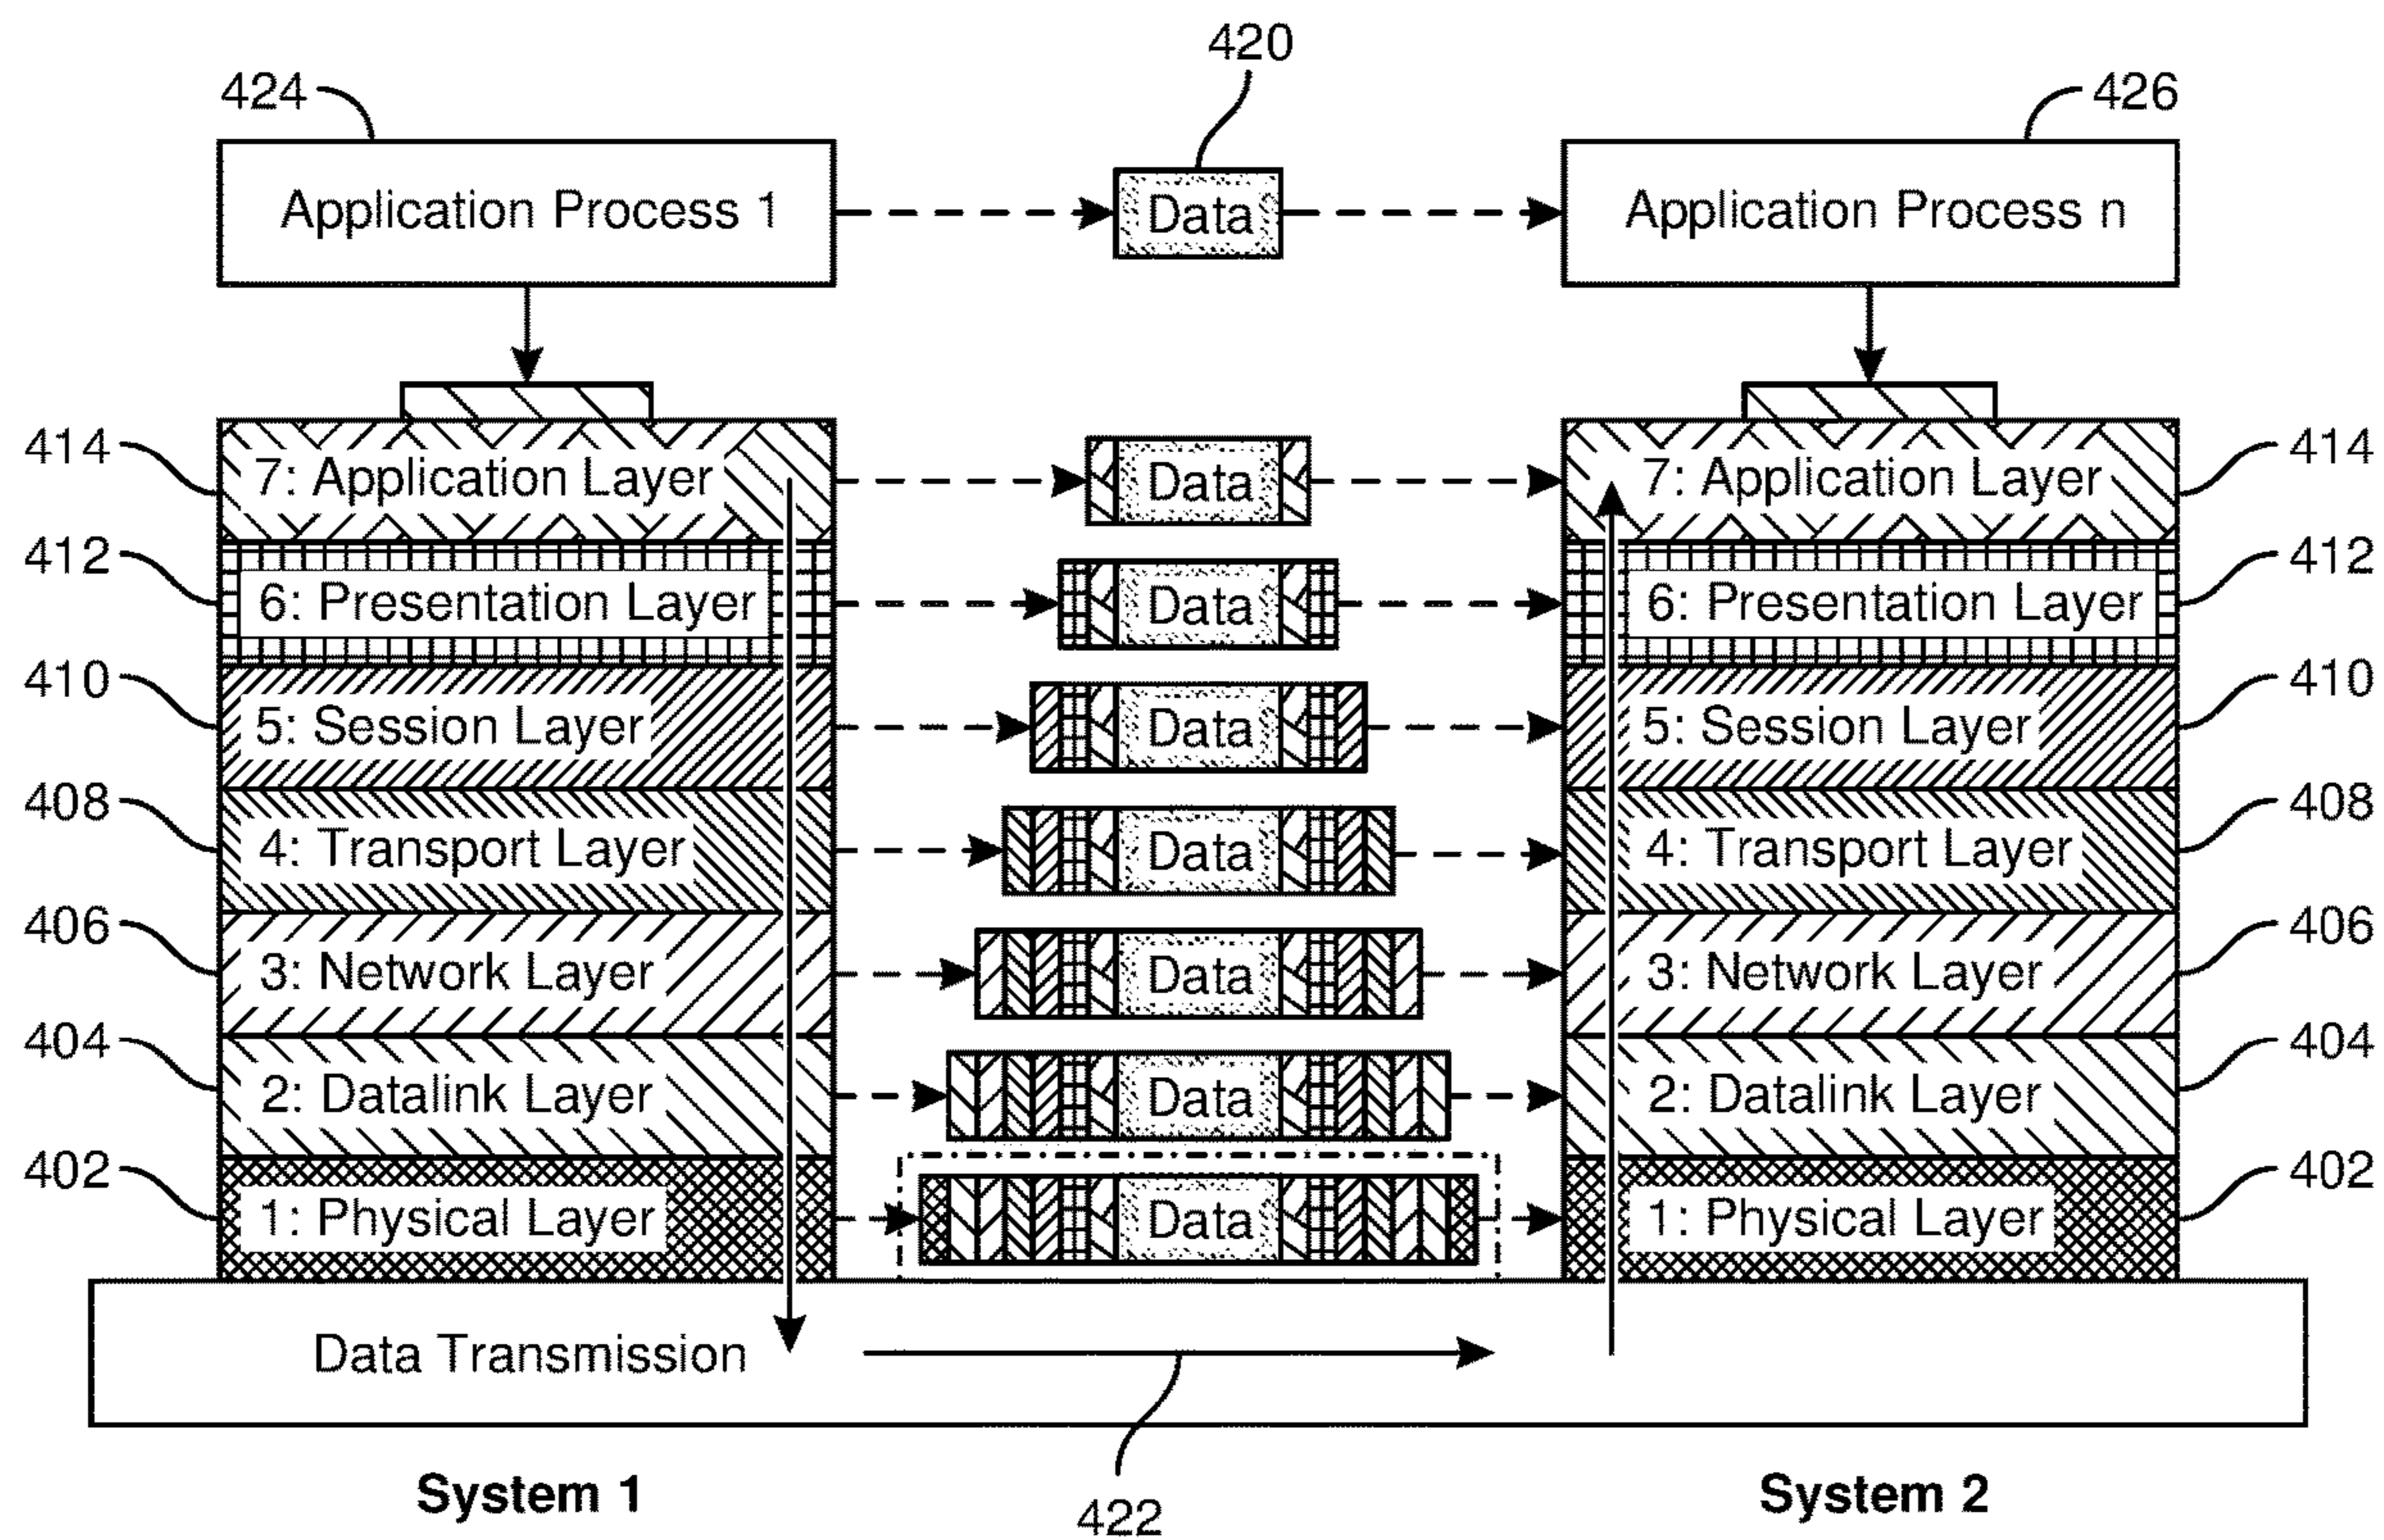 420
424
426
Application Process 1
Data
Application Process n
414
7: Application Layer
Data
7: Application Layer
414
412
6: Presentation Layer
Data
6: Presentation Layer
412
410
5: Session Layer
Data
5: Session Layer
410
408
4: Transport Layer
Data
4: Transport Layer
408
406
3: Network Layer
Data
3: Network Layer
406
404
2: Datalink Layer
Data
2: Datalink Layer
404
402
1: Physical Layer
Data
1: Physical Layer
402
Data Transmission
System 1
422
System 2